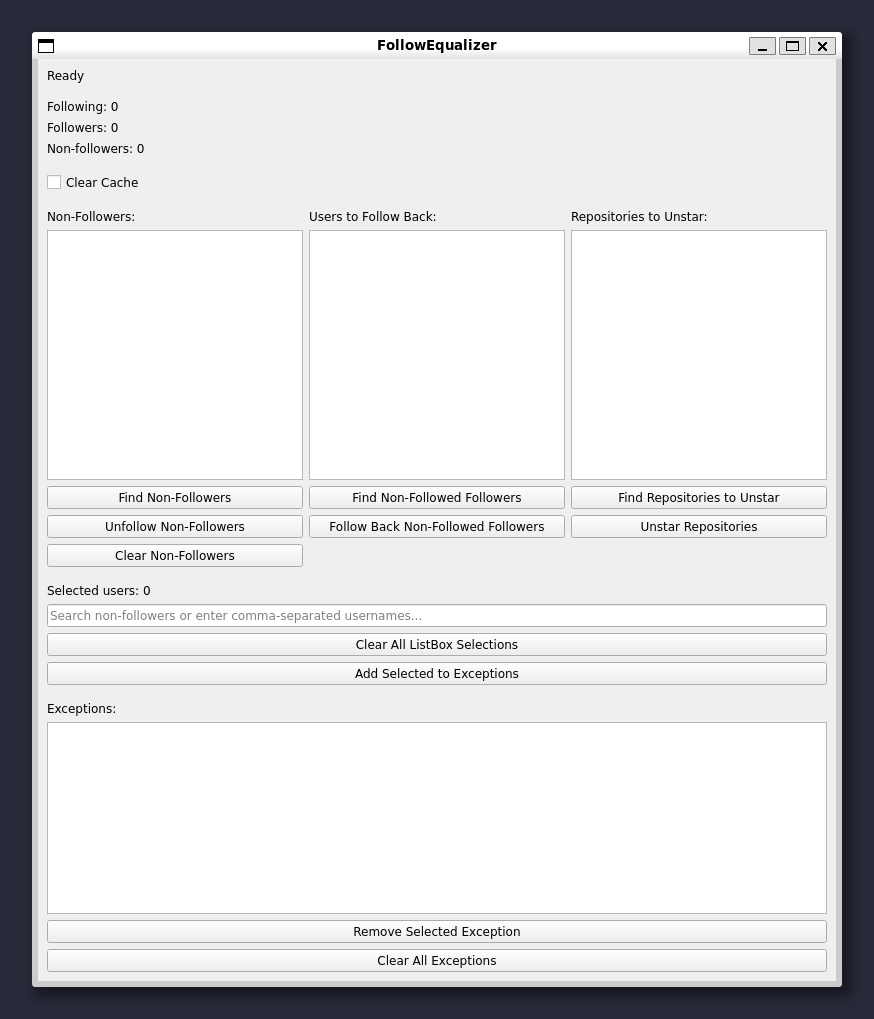 FollowEqualizer
Ready
Following: 0
Followers: 0
Non-followers: 0
Clear Cache
Non-Followers: Users to Follow Back: Repositories to Unstar:
Find Non-Followers Find Non-Followed Followers Find Repositories to Unstar
Unfollow Non-Followers Follow Back Non-Followed Followers Unstar Repositories
Clear Non-Followers
Selected users: 0
Search non-followers or enter comma-separated usernames...
Clear All ListBox Selections
Add Selected to Exceptions
Exceptions:
Remove Selected Exception
Clear All Exceptions